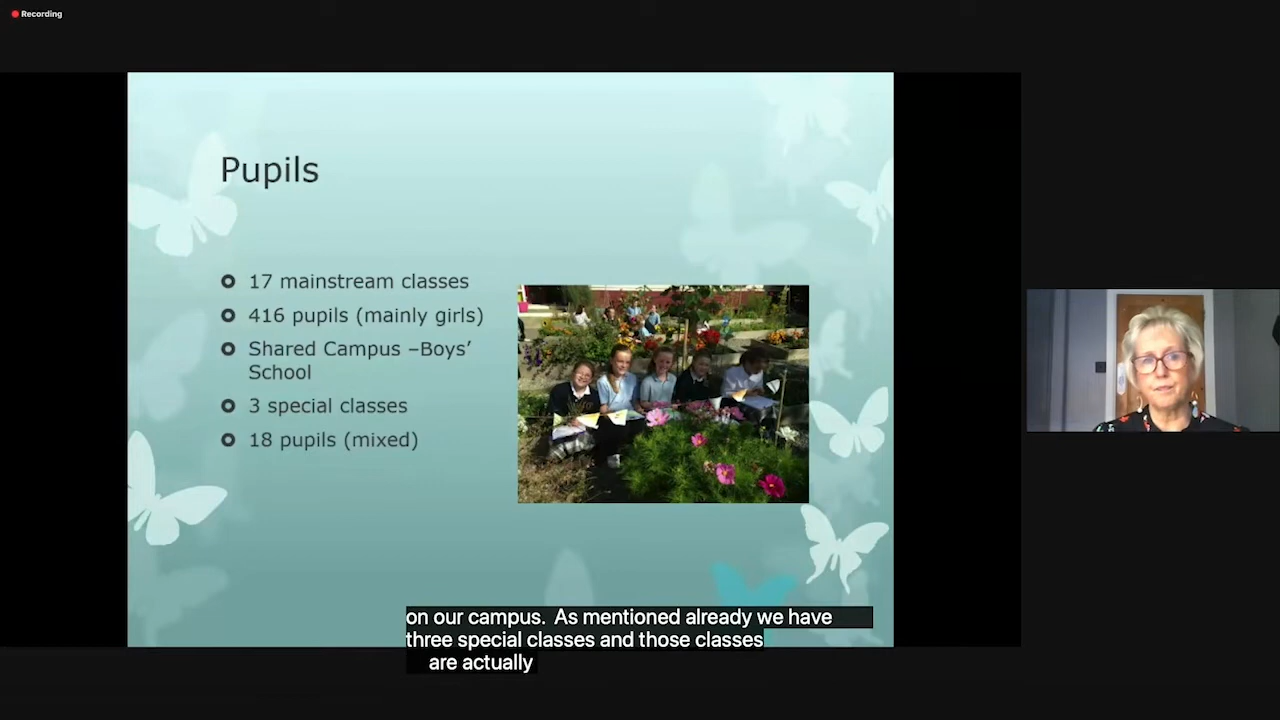 Recording
Pupils
17 mainstream classes
416 pupils (mainly girls)
Shared Campus –Boys’
School
3 special classes
18 pupils (mixed)
on our campus. As mentioned already we have
three special classes and those classes
are actually